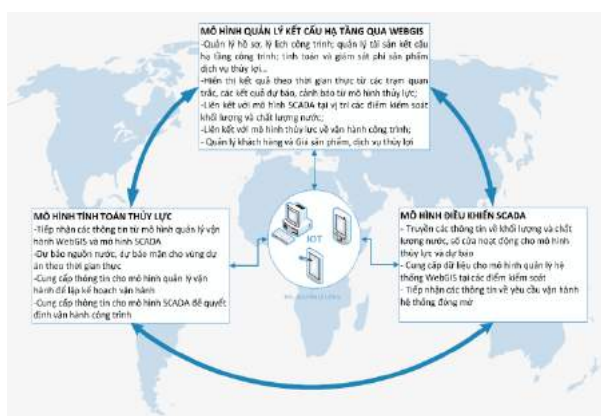 MÔ HÌNH QUẢN LÝ KẾT CẤU HẠ TẦNG QUA WEBGIS
-Quản lý hồ sơ, lý lịch công trình; quản lý tài sản kết cấu
hạ tầng công trình; tính toán và giám sát phí sản phẩm
dịch vụ thủy lợi...
-Hiển thị kết quả theo thời gian thực từ các trạm quan
trắc, các kết quả dự báo, cảnh báo từ mô hình thủy lực;
-Liên kết với mô hình SCADA tại vị trí các điểm kiểm soát
khối lượng và chất lượng nước;
-Liên kết với mô hình thủy lực về vận hành công trình;
- Quản lý khách hàng và Giá sản phẩm, dịch vụ thủy lợi
MÔ HÌNH TÍNH TOÁN THỦY LỰC
-Tiếp nhận các thông tin từ mô hình quản lý vận
hành WebGIS và mô hình SCADA
-Dự báo nguồn nước, dự báo mặn cho vùng dự
án theo thời gian thực
-Cung cấp thông tin cho mô hình quản lý vận
hành để lập kế hoạch vận hành
-Cung cấp thông tin cho mô hình SCADA để quyết
định vận hành công trình
IOT
MÔ HÌNH ĐIỀU KHIỂN SCADA
- Truyền các thông tin về khối lượng và chất
lượng nước, số cửa hoạt động cho mô hình
thủy lực và dự báo
- Cung cấp dữ liệu cho mô hình quản lý hệ
thống WebGIS tại các điểm kiểm soát
- Tiếp nhận các thông tin về yêu cầu vận hành
hệ thống đóng mở